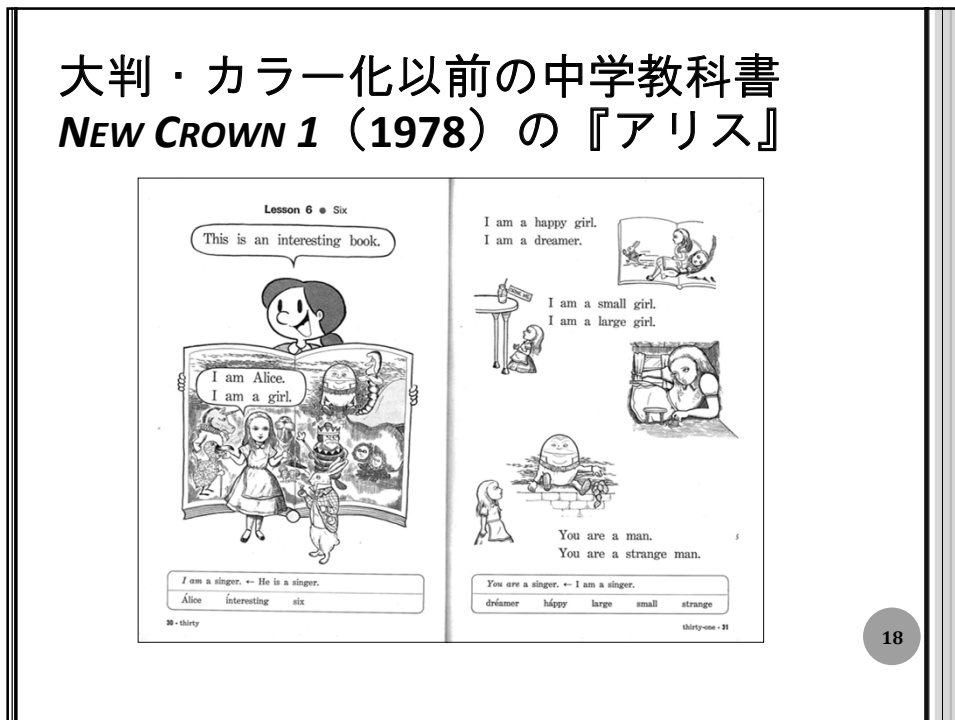 大判・カラー化以前の中学教科書
NEW CROWN 1（1978）の『アリス』
Lesson 6 ● Six
This is an interesting book.
I am Alice.
I am a girl.
I am a singer. ← He is a singer.
Álice ínteresting six
30 - thirty
I am a happy girl.
I am a dreamer.
I am a small girl.
I am a large girl.
You are a man.
You are a strange man.
You are a singer. ← I am a singer.
dréamer háppy large small strange
thirty-one - 31
18